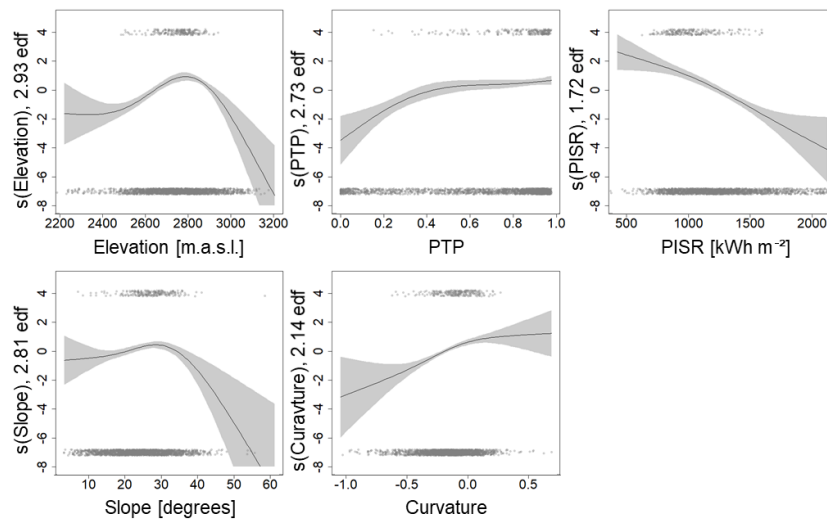 s(Elevation), 2.93 edf
4
2
0
-2
-4
-6
-8
2200 2400 2600 2800 3000 3200
Elevation [m.a.s.l.]
s(PTP), 2.73 edf
4
2
0
-2
-4
-6
-8
0.0 0.2 0.4 0.6 0.8 1.0
PTP
s(PISR), 1.72 edf
4
2
0
-2
-4
-6
-8
500 1000 1500 2000
PISR [kWh m⁻²]
s(Slope), 2.81 edf
4
2
0
-2
-4
-6
-8
10 20 30 40 50 60
Slope [degrees]
s(Curavture), 2.14 edf
4
2
0
-2
-4
-6
-8
-1.0 -0.5 0.0 0.5
Curvature